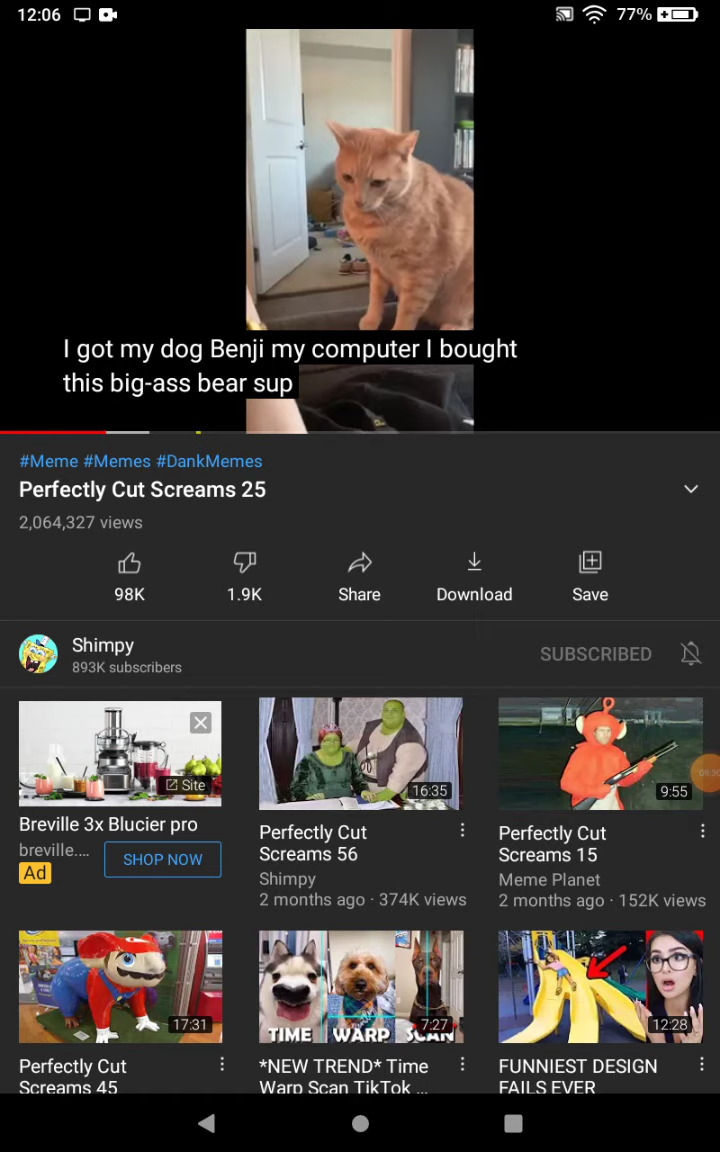 12:06
77%
I got my dog Benji my computer I bought
this big-ass bear sup
#Meme #Memes #DankMemes
Perfectly Cut Screams 25
2,064,327 views
98K
1.9K
Share
Download
Save
Shimpy
893K subscribers
SUBSCRIBED
Site
Breville 3x Blucier pro
breville....
Ad
SHOP NOW
16:35
Perfectly Cut
Screams 56
Shimpy
2 months ago · 374K views
9:55
Perfectly Cut
Screams 15
Meme Planet
2 months ago · 152K views
17:31
Perfectly Cut
Screams 45
TIME WARP SCAN
7:27
*NEW TREND* Time
Warp Scan TikTok ...
12:28
FUNNIEST DESIGN
FAILS EVER